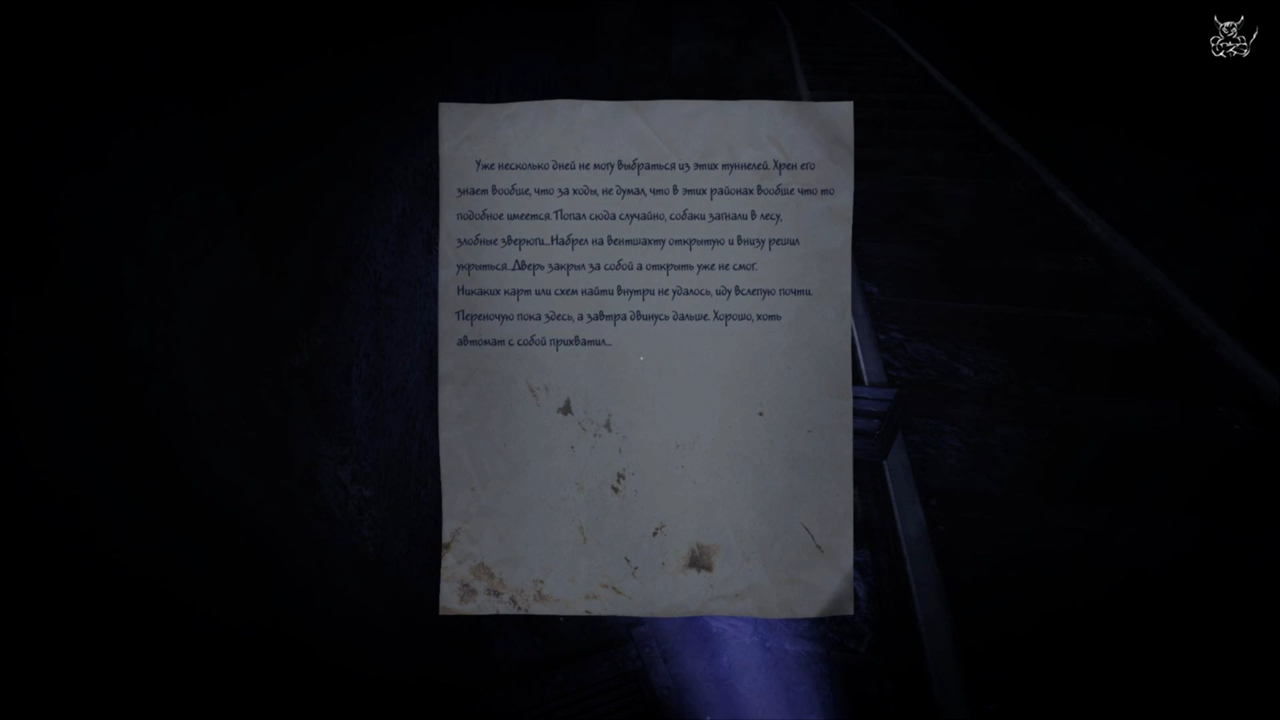 Уже несколько дней не могу выбраться из этих туннелей. Хрен его
знает вообще, что за ходы, не думал, что в этих районах вообще что то
подобное имеется. Попал сюда случайно, собаки загнали в лесу,
злобные зверюги...Набрел на вентшахту открытую и внизу решил
укрыться...Дверь закрыл за собой а открыть уже не смог.
Никаких карт или схем найти внутри не удалось, иду вслепую почти.
Переночую пока здесь, а завтра двинусь дальше. Хорошо, хоть
автомат с собой прихватил...